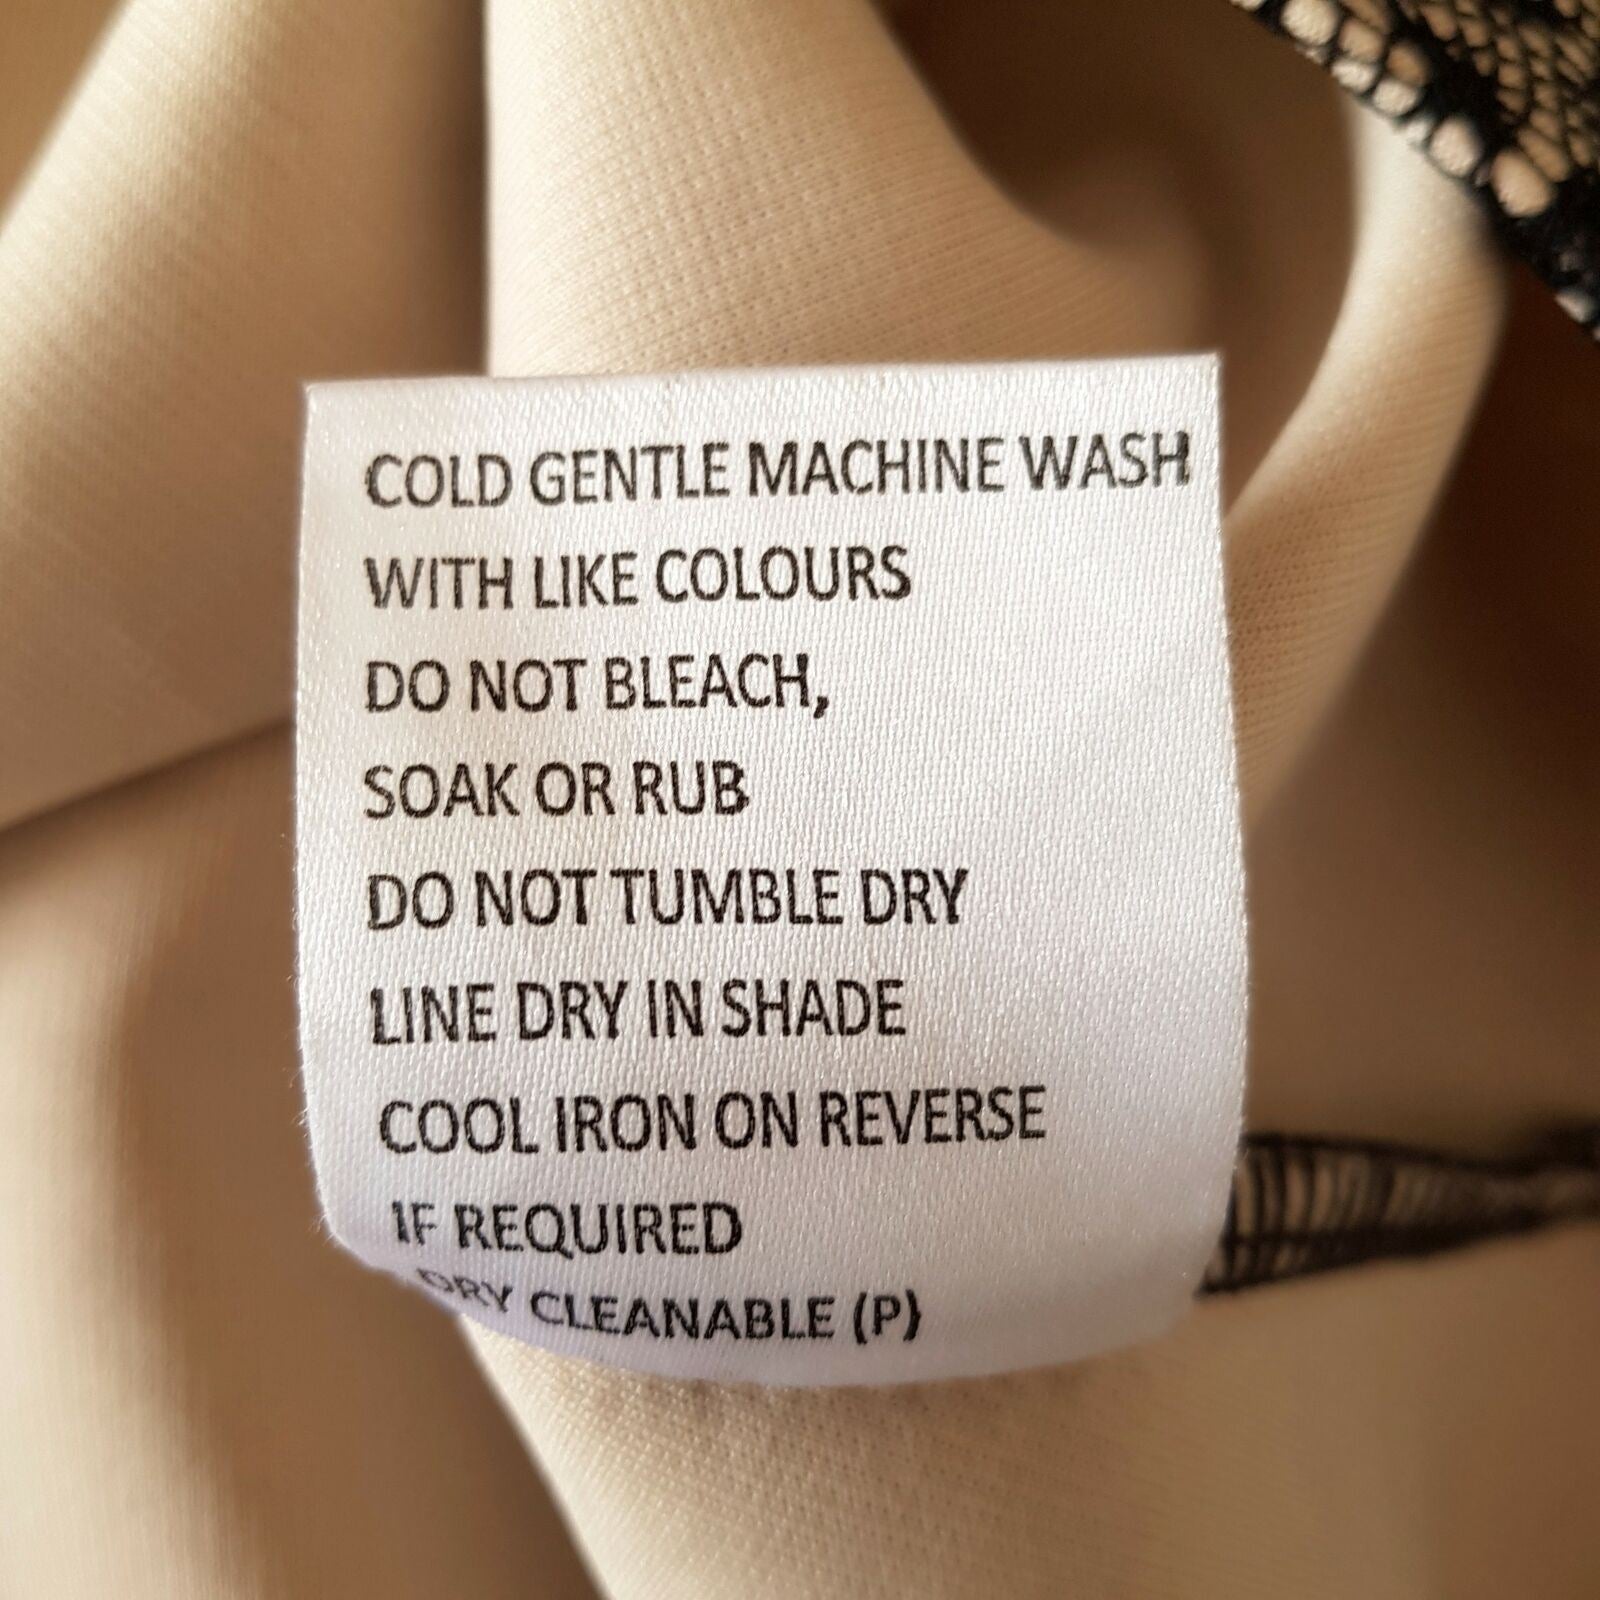 COLD GENTLE MACHINE WASH
WITH LIKE COLOURS
DO NOT BLEACH,
SOAK OR RUB
DO NOT TUMBLE DRY
LINE DRY IN SHADE
COOL IRON ON REVERSE
IF REQUIRED
DRY CLEANABLE (P)